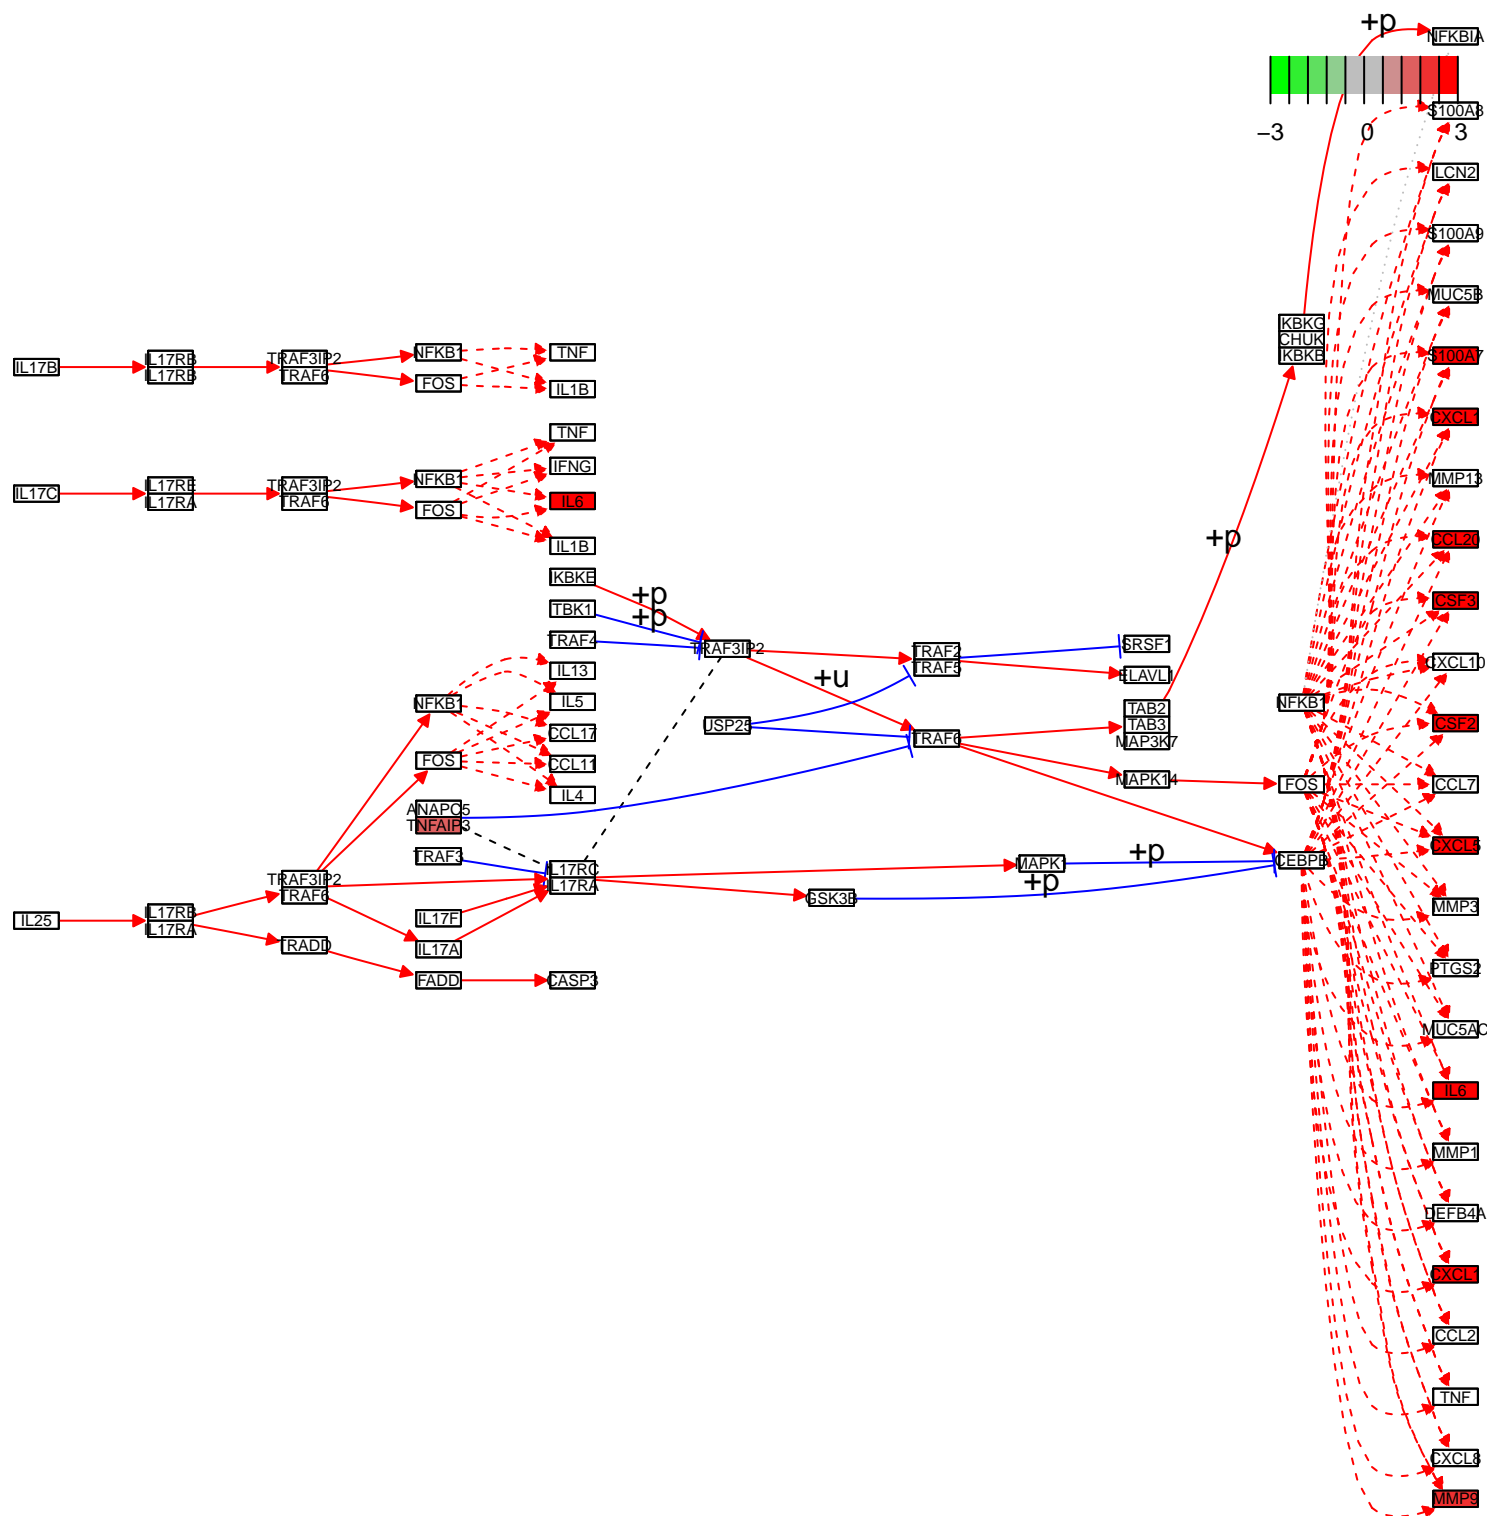 +p
NFKBIA
−3
0
3
S100A8
LCN2
S100A9
MUC5B
IKBKG
CHUK
IKBKB
IL17B
IL17RB
IL17RB
TRAF3IP2
TRAF6
NFKB1
FOS
TNF
IL1B
S100A7
CXCL1
TNF
IL17C
IL17RE
IL17RA
TRAF3IP2
TRAF6
NFKB1
FOS
IFNG
IL6
IL1B
MMP13
+p
CCL20
IKBKE
+p
TBK1
+p
TRAF4
CSF3
TRAF3IP2
TRAF2
TRAF5
SRSF1
ELAVL1
CXCL10
IL13
+u
NFKB1
IL5
CCL17
FOS
CCL11
IL4
USP25
TRAF6
TAB2
TAB3
MAP3K7
NFKB1
CSF2
MAPK14
FOS
CCL7
ANAPC5
TNFAIP3
TRAF3
IL17RC
IL17RA
MAPK1
+p
+p
CEBPB
CXCL5
TRAF3IP2
TRAF6
GSK3B
MMP3
IL25
IL17RB
IL17RA
IL17F
TRADD
IL17A
FADD
CASP3
PTGS2
MUC5AC
IL6
MMP1
DEFB4A
CXCL1
CCL2
TNF
CXCL8
MMP9